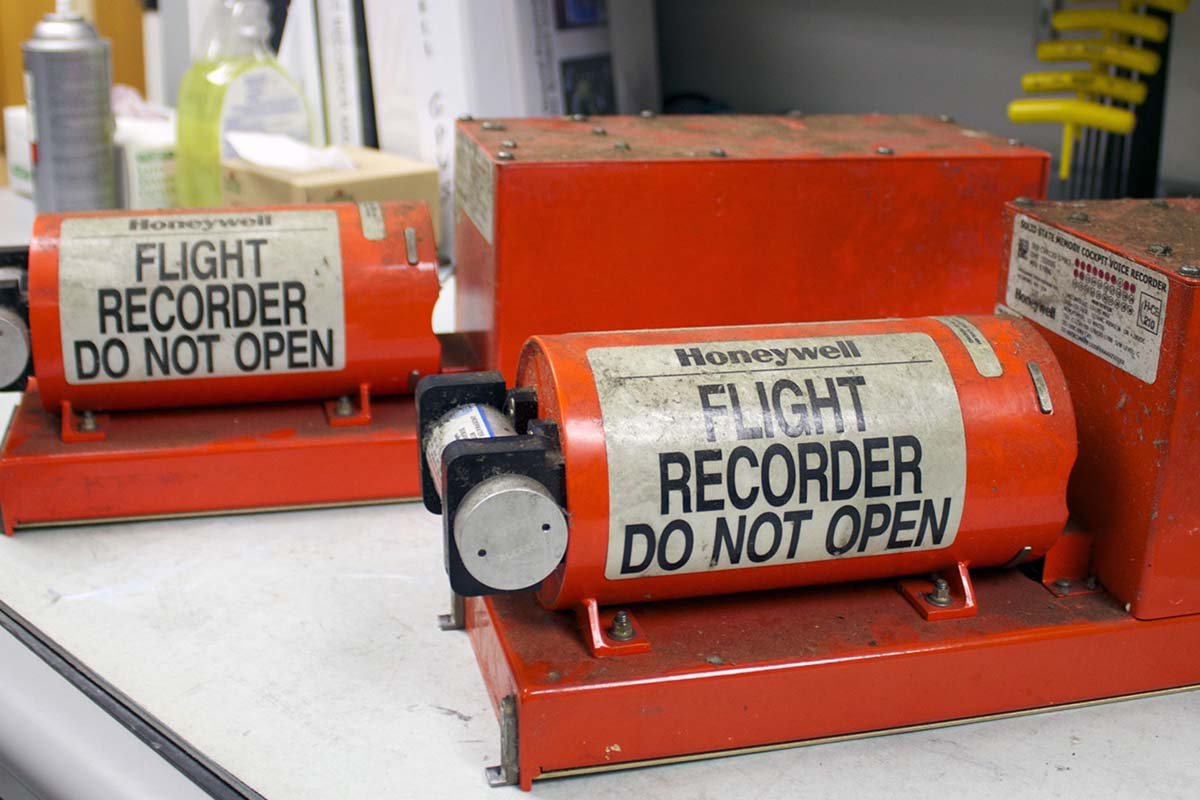 Honeywell
FLIGHT
RECORDER
DO NOT OPEN
Honeywell
FLIGHT
RECORDER
DO NOT OPEN
SOLID STATE MEMORY COCKPIT VOICE RECORDER
Honeywell